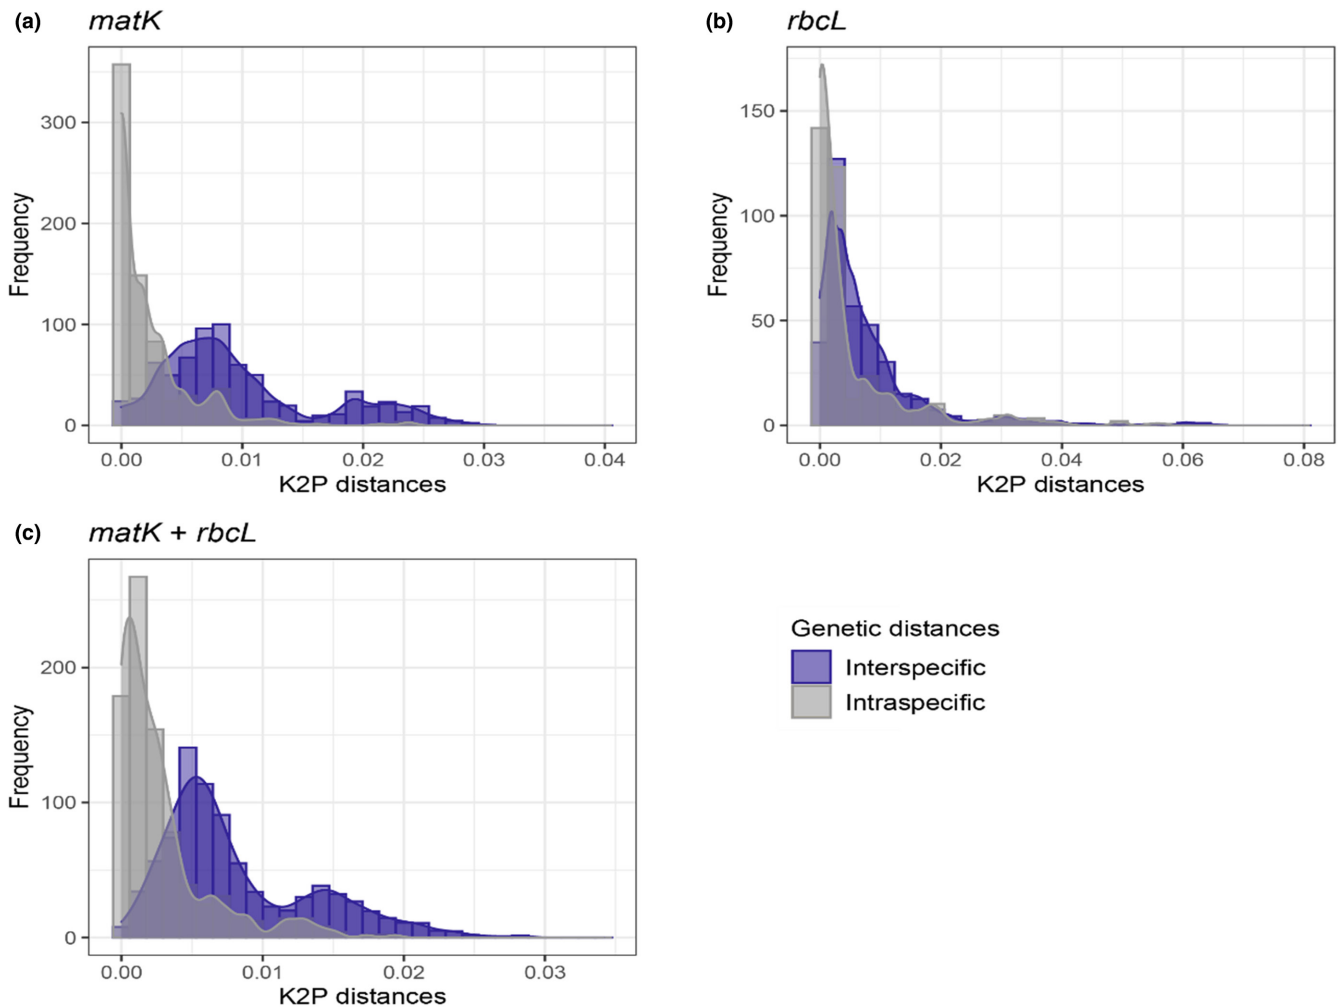 (a) matK
300
200
100
0
Frequency
0.00 0.01 0.02 0.03 0.04
K2P distances
(b) rbcL
150
100
50
0
Frequency
0.00 0.02 0.04 0.06 0.08
K2P distances
(c) matK + rbcL
200
100
0
Frequency
0.00 0.01 0.02 0.03
K2P distances
Genetic distances
Interspecific
Intraspecific